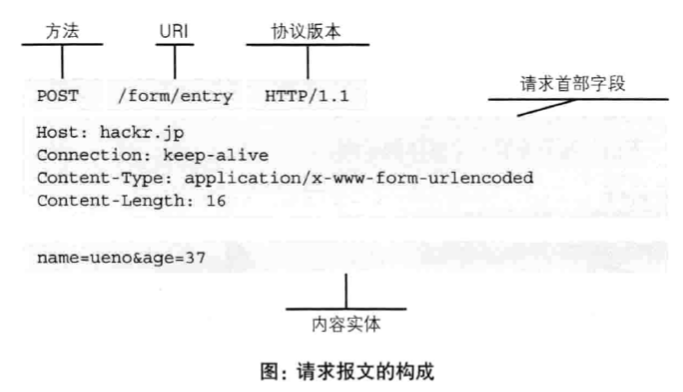 方法 URI 协议版本
请求首部字段
POST /form/entry HTTP/1.1
Host: hackr.jp
Connection: keep-alive
Content-Type: application/x-www-form-urlencoded
Content-Length: 16
name=ueno&age=37
内容实体
图：请求报文的构成